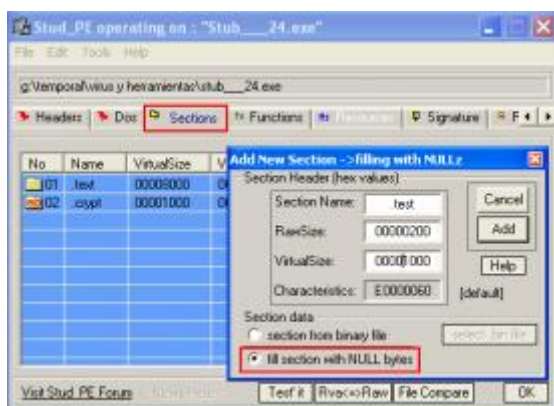 Stud_PE operating on : "Stub___24.exe"
File Edit Tools Help
g:\temporal\virus y herramientas\stub___24.exe
Headers Dos Sections Functions Signature F
No Name VirtualSize V
01 .text 00009000
02 .crypt 00001000
Add New Section ->filling with NULLz
Section Header (hex values)
Section Name: .test
RawSize: 00000200
VirtualSize: 00001000
Characteristics: E0000060 [default]
Cancel
Add
Help
Section data
section from binary file
select bin file
fill section with NULL bytes
Visit Stud_PE Forum
Test it Rva<=>Raw File Compare OK